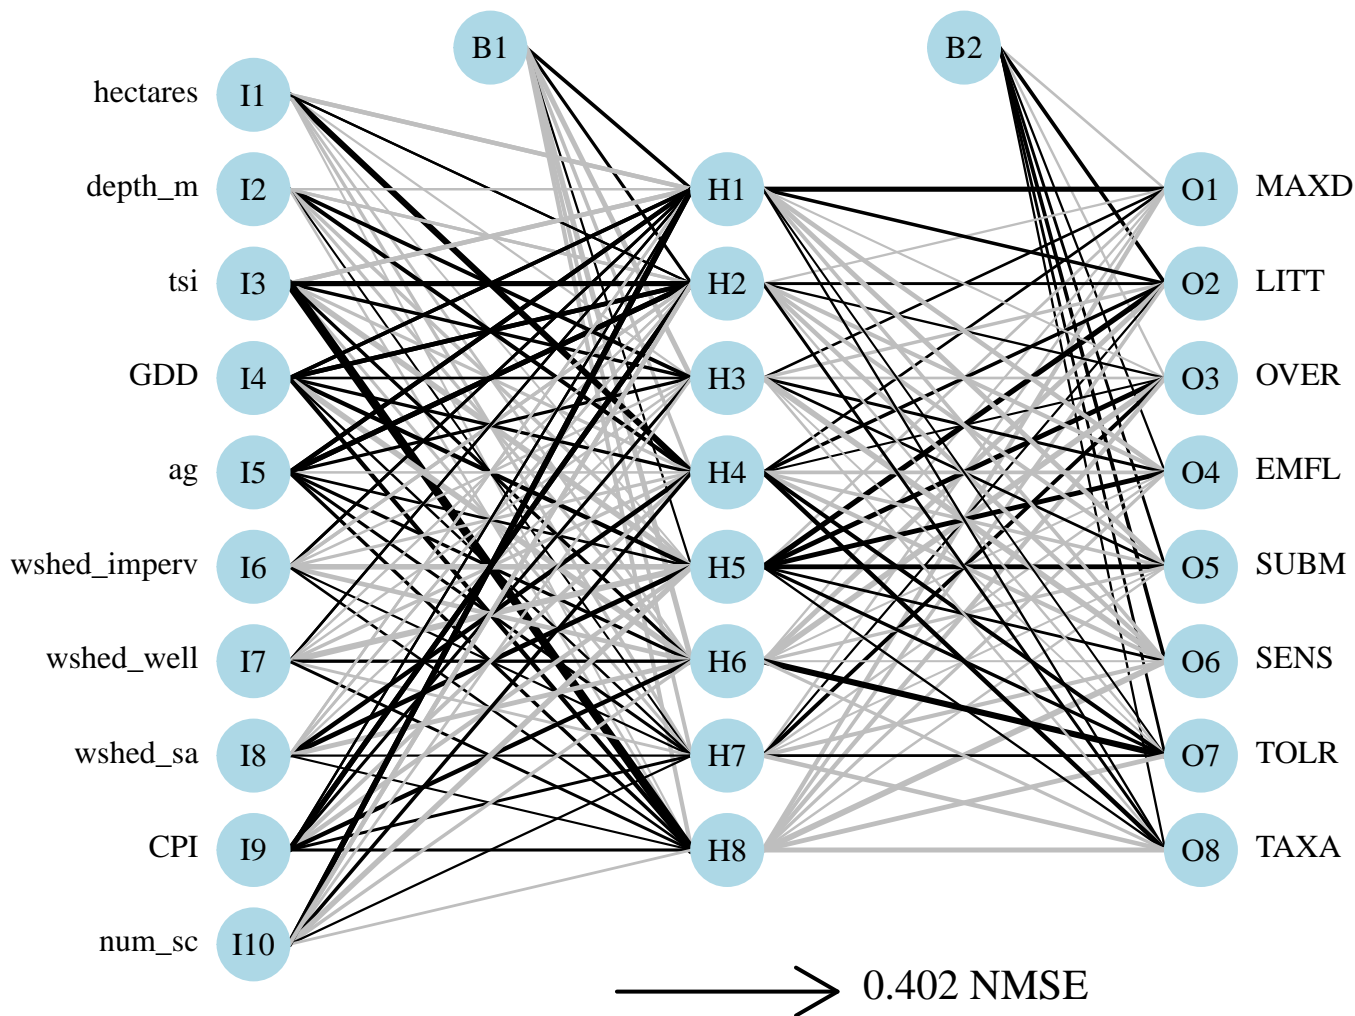 B1
B2
hectares I1
depth_m I2 H1 O1 MAXD
tsi I3 H2 O2 LITT
GDD I4 H3 O3 OVER
ag I5 H4 O4 EMFL
wshed_imperv I6 H5 O5 SUBM
wshed_well I7 H6 O6 SENS
wshed_sa I8 H7 O7 TOLR
CPI I9 H8 O8 TAXA
num_sc I10
0.402 NMSE